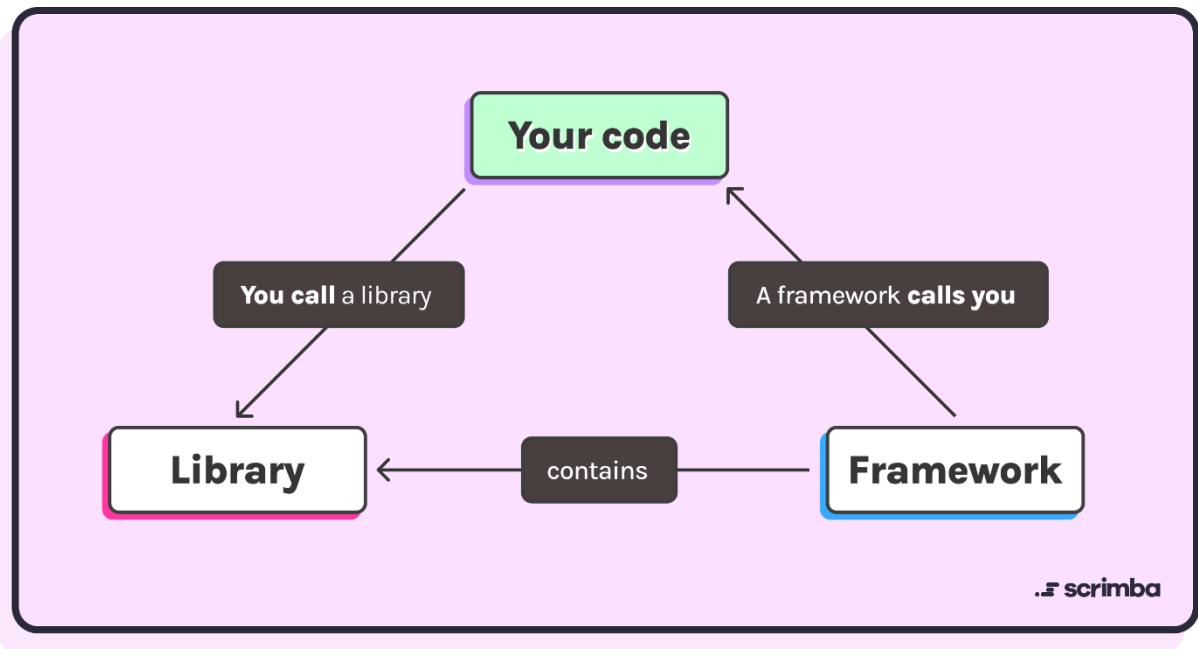 Your code
You call a library
A framework calls you
Library
contains
Framework
scrimba